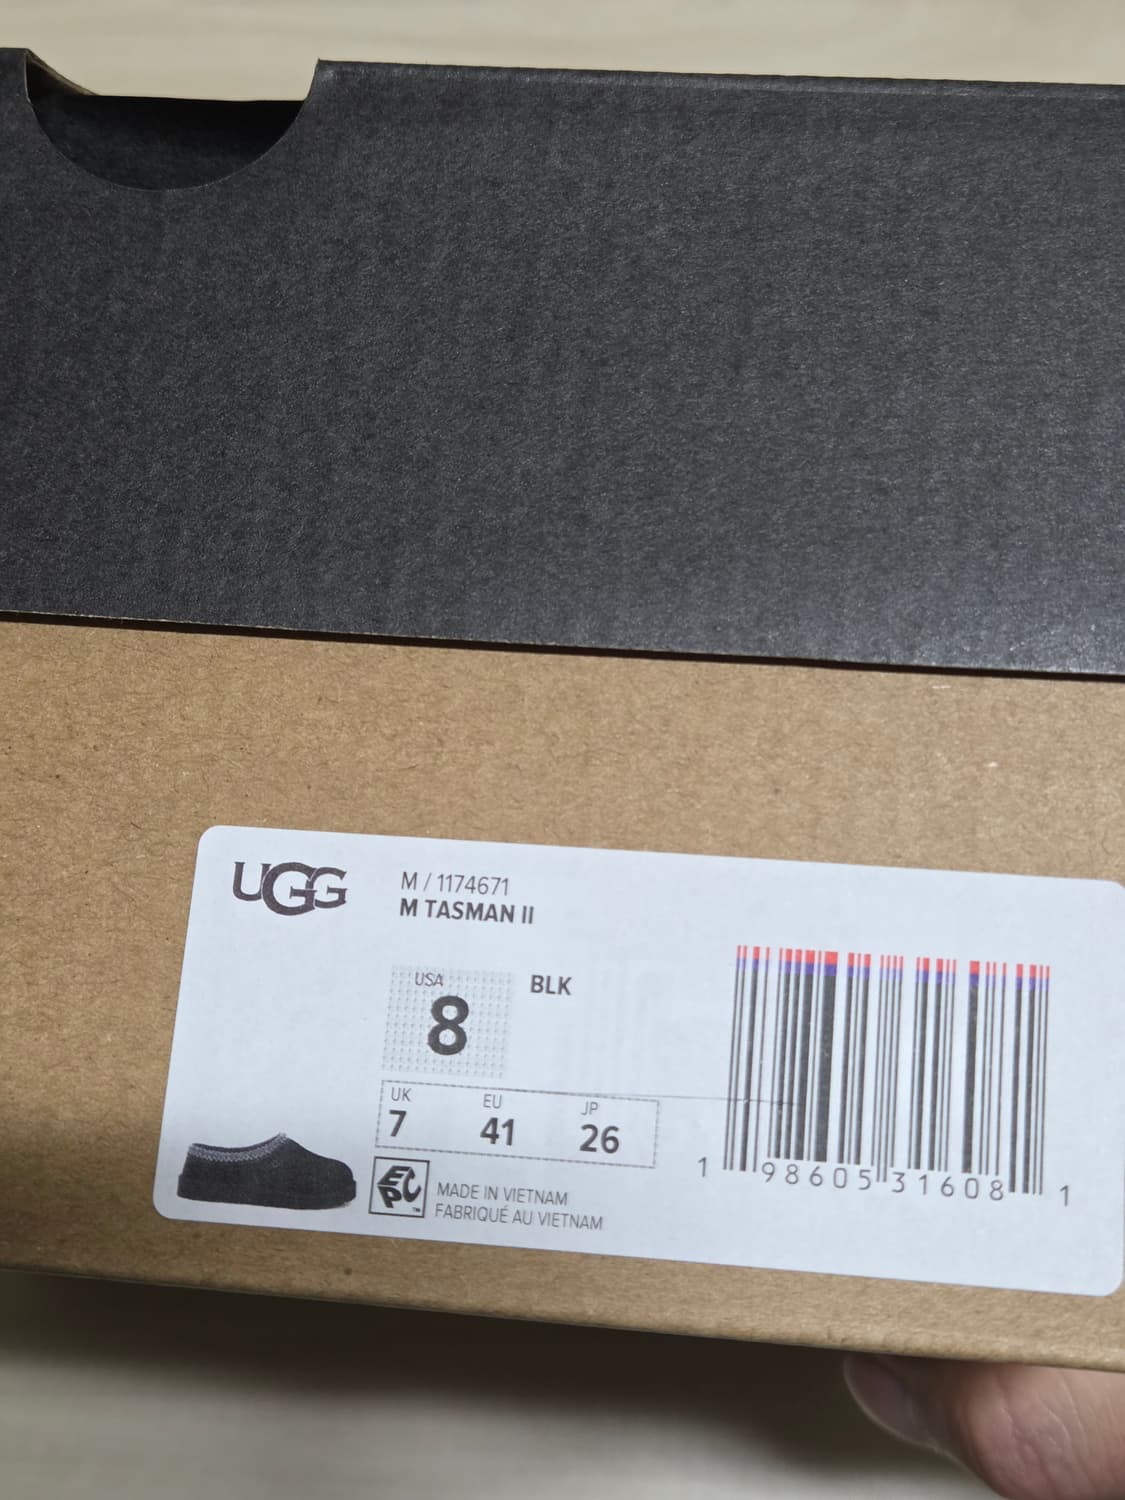 UGG
M / 1174671
M TASMAN II
USA
8
BLK
UK
7
EU
41
JP
26
EPC™
MADE IN VIETNAM
FABRIQUÉ AU VIETNAM
1 98605 31608 1